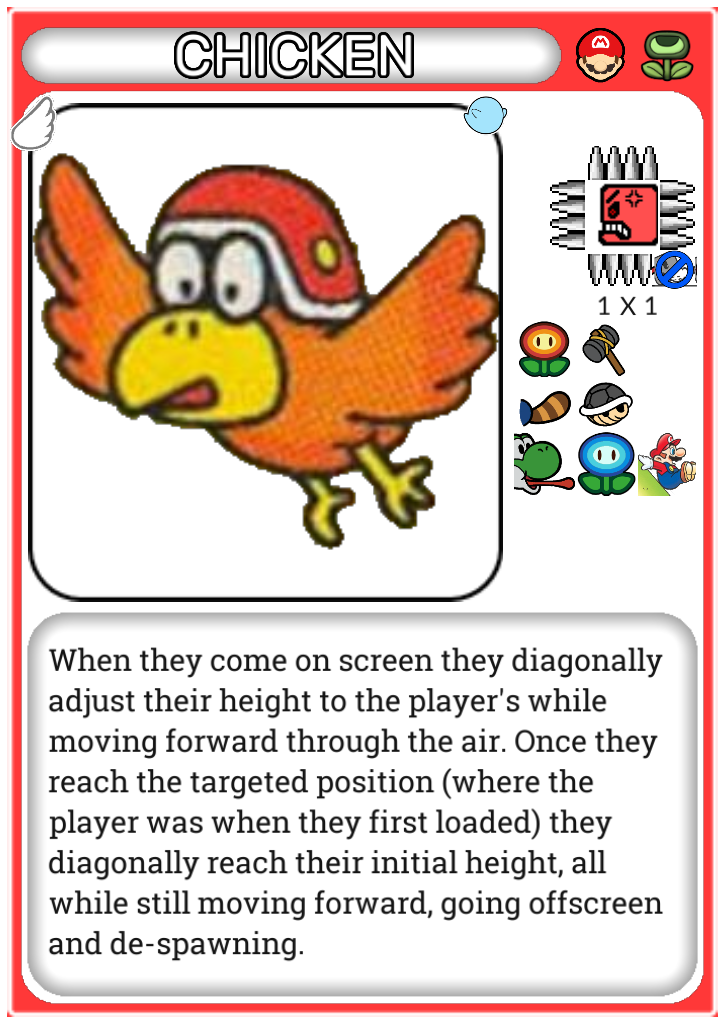 CHICKEN
1 X 1
When they come on screen they diagonally
adjust their height to the player's while
moving forward through the air. Once they
reach the targeted position (where the
player was when they first loaded) they
diagonally reach their initial height, all
while still moving forward, going offscreen
and de-spawning.